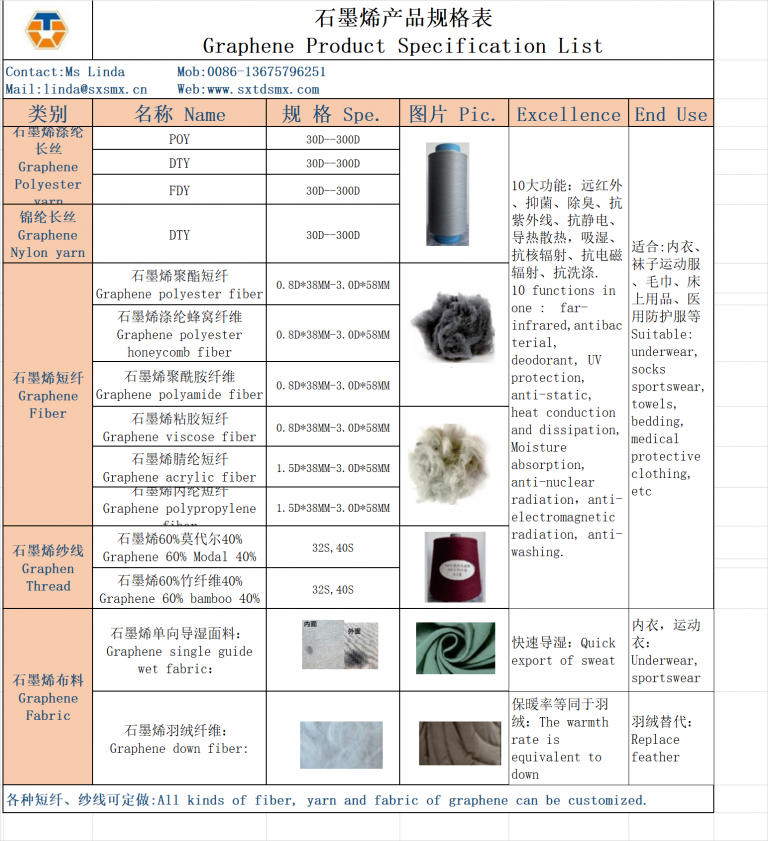 石墨烯产品规格表
Graphene Product Specification List
Contact:Ms Linda Mob:0086-13675796251
Mail:linda@sxsmx.cn Web:www.sxtdsmx.com
类别 名称 Name 规 格 Spe. 图片 Pic. Excellence End Use
石墨烯涤纶
长丝
Graphene
Polyester
yarn
POY 30D--300D
DTY 30D--300D
FDY 30D--300D
锦纶长丝
Graphene
Nylon yarn
DTY 30D--300D
石墨烯短纤
Graphene
Fiber
石墨烯聚酯短纤
Graphene polyester fiber
0.8D*38MM-3.0D*58MM
石墨烯涤纶蜂窝纤维
Graphene polyester
honeycomb fiber
0.8D*38MM-3.0D*58MM
石墨烯聚酰胺纤维
Graphene polyamide fiber
0.8D*38MM-3.0D*58MM
石墨烯粘胶短纤
Graphene viscose fiber
0.8D*38MM-3.0D*58MM
石墨烯腈纶短纤
Graphene acrylic fiber
1.5D*38MM-3.0D*58MM
石墨烯丙纶短纤
Graphene polypropylene
fiber
1.5D*38MM-3.0D*58MM
石墨烯纱线
Graphen
Thread
石墨烯60%莫代尔40%
Graphene 60% Modal 40%
32S,40S
石墨烯60%竹纤维40%
Graphene 60% bamboo 40%
32S,40S
10大功能：远红外
、抑菌、除臭、抗
紫外线、抗静电、
导热散热，吸湿、
抗核辐射、抗电磁
辐射、抗洗涤.
10 functions in
one : far-
infrared,antibac
terial,
deodorant, UV
protection,
anti-static,
heat conduction
and dissipation,
Moisture
absorption,
anti-nuclear
radiation，anti-
electromagnetic
radiation, anti-
washing.
适合:内衣、
袜子运动服
、毛巾、床
上用品、医
用防护服等
Suitable:
underwear,
socks
sportswear,
towels,
bedding,
medical
protective
clothing,
etc
石墨烯布料
Graphene
Fabric
石墨烯单向导湿面料：
Graphene single guide
wet fabric：
内面
外面
快速导湿：Quick
export of sweat
内衣，运动
衣：
Underwear,
sportswear
石墨烯羽绒纤维：
Graphene down fiber:
保暖率等同于羽
绒：The warmth
rate is
equivalent to
down
羽绒替代：
Replace
feather
各种短纤、纱线可定做:All kinds of fiber, yarn and fabric of graphene can be customized.